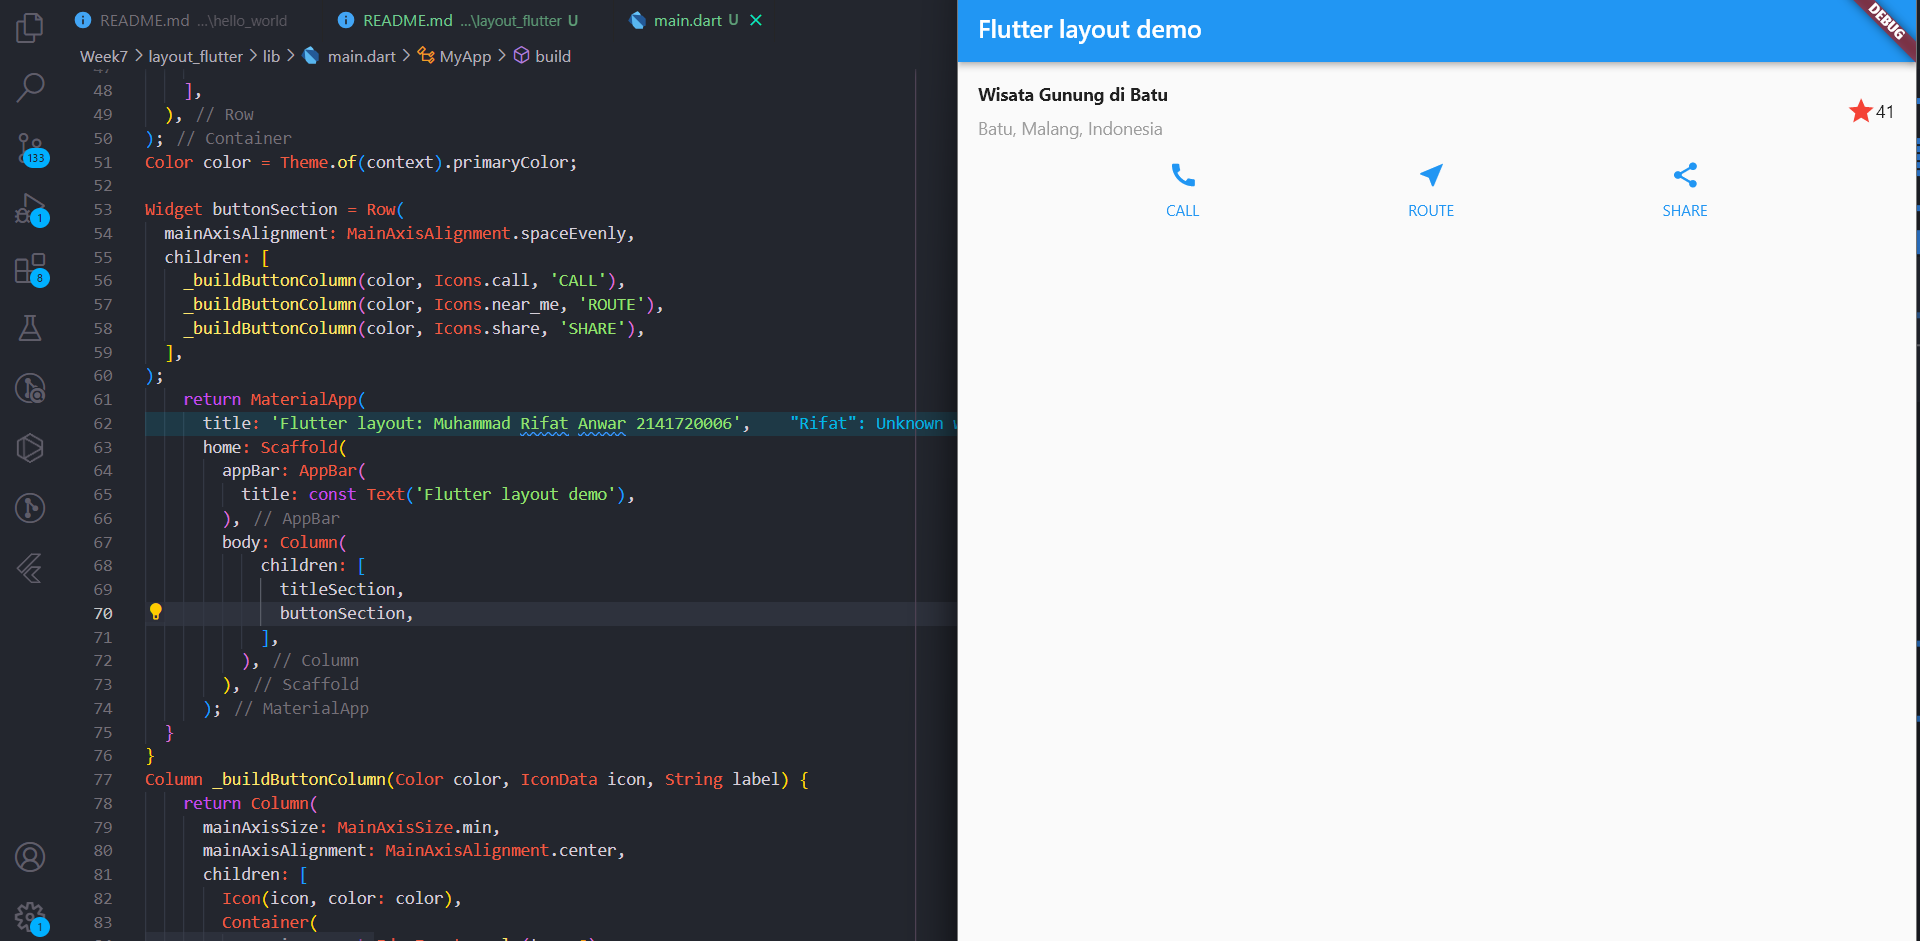 README.md ...\hello_world
README.md ...\layout_flutter U
main.dart U
Week7 > layout_flutter > lib > main.dart > MyApp > build
48 ],
49 ), // Row
50 ); // Container
51 Color color = Theme.of(context).primaryColor;
52
53 Widget buttonSection = Row(
54 mainAxisAlignment: MainAxisAlignment.spaceEvenly,
55 children: [
56 _buildButtonColumn(color, Icons.call, 'CALL'),
57 _buildButtonColumn(color, Icons.near_me, 'ROUTE'),
58 _buildButtonColumn(color, Icons.share, 'SHARE'),
59 ],
60 );
61 return MaterialApp(
62 title: 'Flutter layout: Muhammad Rifat Anwar 2141720006', "Rifat": Unknown
63 home: Scaffold(
64 appBar: AppBar(
65 title: const Text('Flutter layout demo'),
66 ), // AppBar
67 body: Column(
68 children: [
69 titleSection,
70 buttonSection,
71 ],
72 ), // Column
73 ), // Scaffold
74 ); // MaterialApp
75 }
76 }
77 Column _buildButtonColumn(Color color, IconData icon, String label) {
78 return Column(
79 mainAxisSize: MainAxisSize.min,
80 mainAxisAlignment: MainAxisAlignment.center,
81 children: [
82 Icon(icon, color: color),
83 Container(
133
1
8
1
Flutter layout demo
DEBUG
Wisata Gunung di Batu
Batu, Malang, Indonesia
41
CALL
ROUTE
SHARE